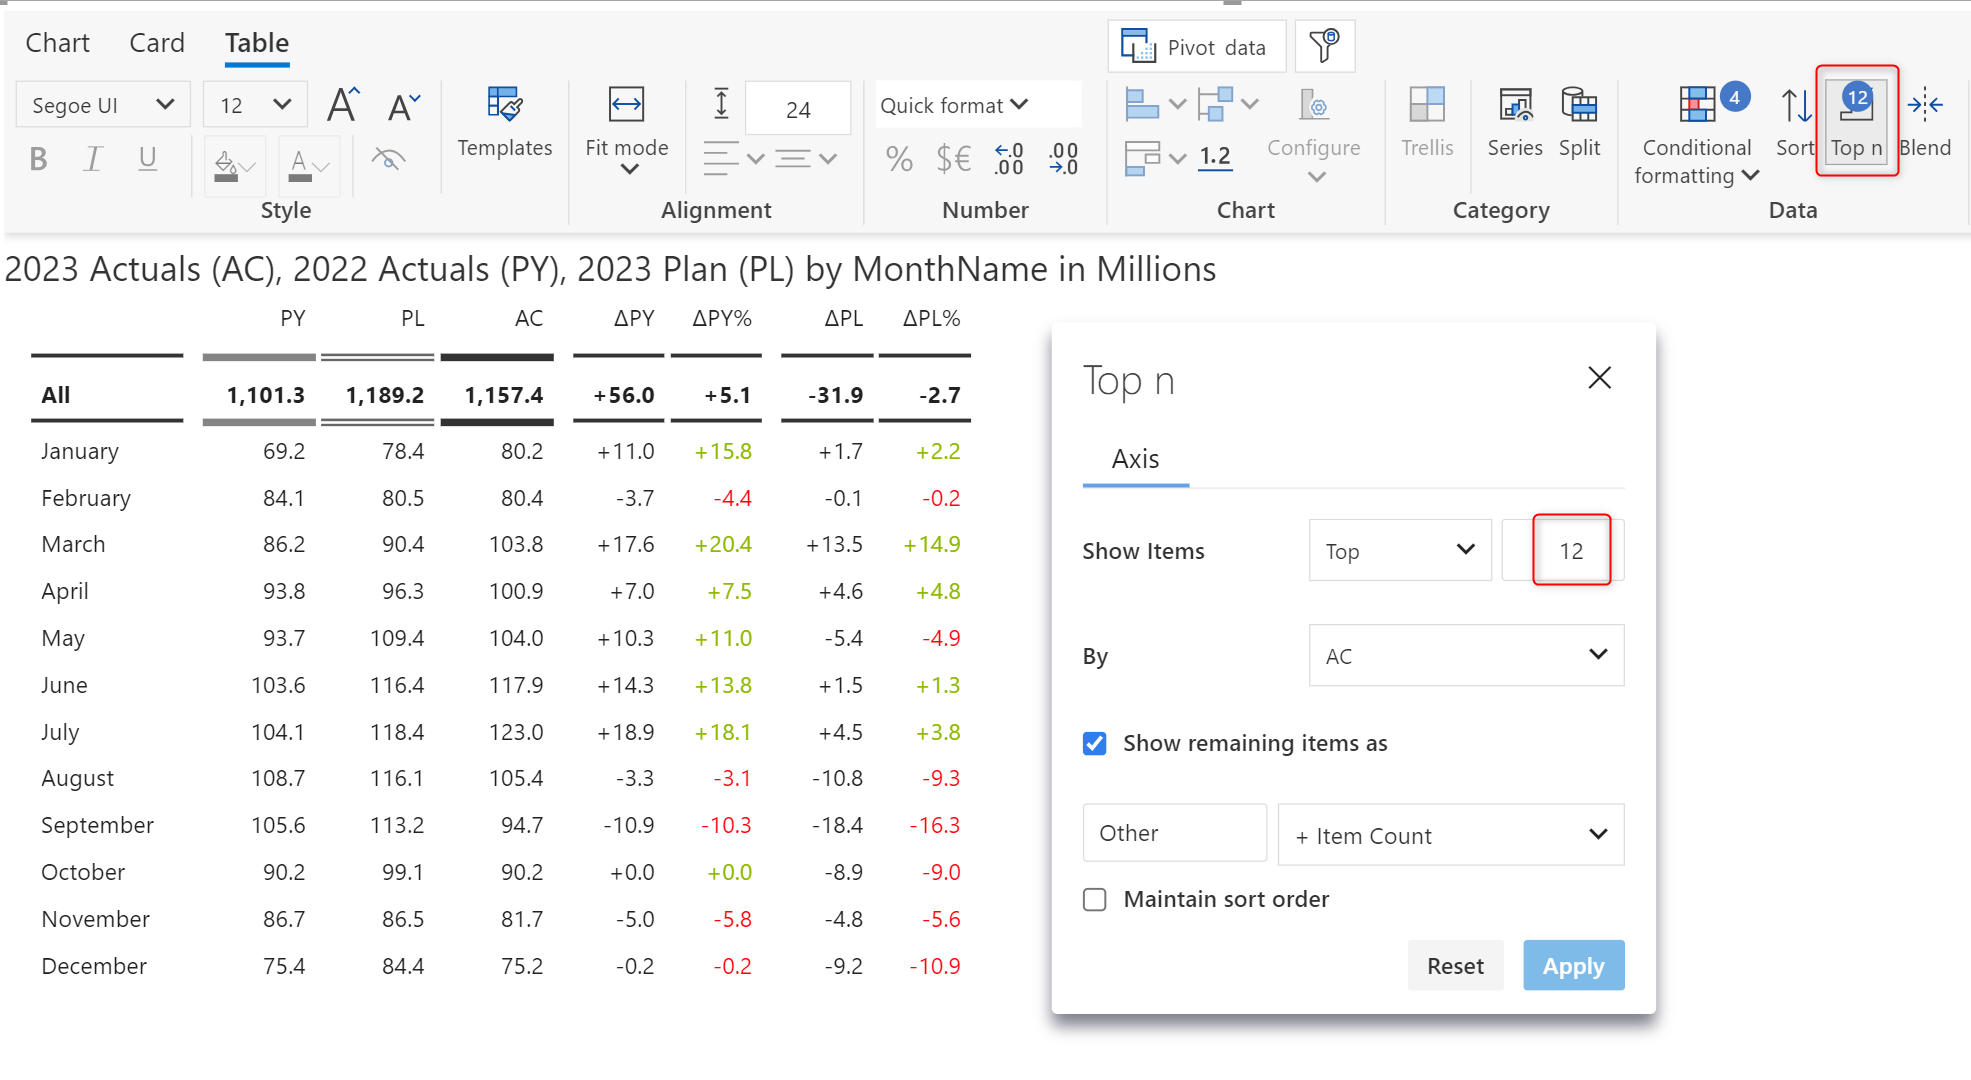 Chart Card Table
Pivot data
Segoe UI 12 A A
Templates
Fit mode
24
Quick format
4
12
B I U
A
% $€ ←.0 .00 .00 →.0
1.2
Configure
Trellis
Series Split
Conditional formatting
Sort
Top n
Blend
Style Alignment Number Chart Category Data
2023 Actuals (AC), 2022 Actuals (PY), 2023 Plan (PL) by MonthName in Millions
PY PL AC ΔPY ΔPY% ΔPL ΔPL%
All 1,101.3 1,189.2 1,157.4 +56.0 +5.1 -31.9 -2.7
January 69.2 78.4 80.2 +11.0 +15.8 +1.7 +2.2
February 84.1 80.5 80.4 -3.7 -4.4 -0.1 -0.2
March 86.2 90.4 103.8 +17.6 +20.4 +13.5 +14.9
April 93.8 96.3 100.9 +7.0 +7.5 +4.6 +4.8
May 93.7 109.4 104.0 +10.3 +11.0 -5.4 -4.9
June 103.6 116.4 117.9 +14.3 +13.8 +1.5 +1.3
July 104.1 118.4 123.0 +18.9 +18.1 +4.5 +3.8
August 108.7 116.1 105.4 -3.3 -3.1 -10.8 -9.3
September 105.6 113.2 94.7 -10.9 -10.3 -18.4 -16.3
October 90.2 99.1 90.2 +0.0 +0.0 -8.9 -9.0
November 86.7 86.5 81.7 -5.0 -5.8 -4.8 -5.6
December 75.4 84.4 75.2 -0.2 -0.2 -9.2 -10.9
Top n
Axis
Show Items Top 12
By AC
Show remaining items as
Other + Item Count
Maintain sort order
Reset Apply